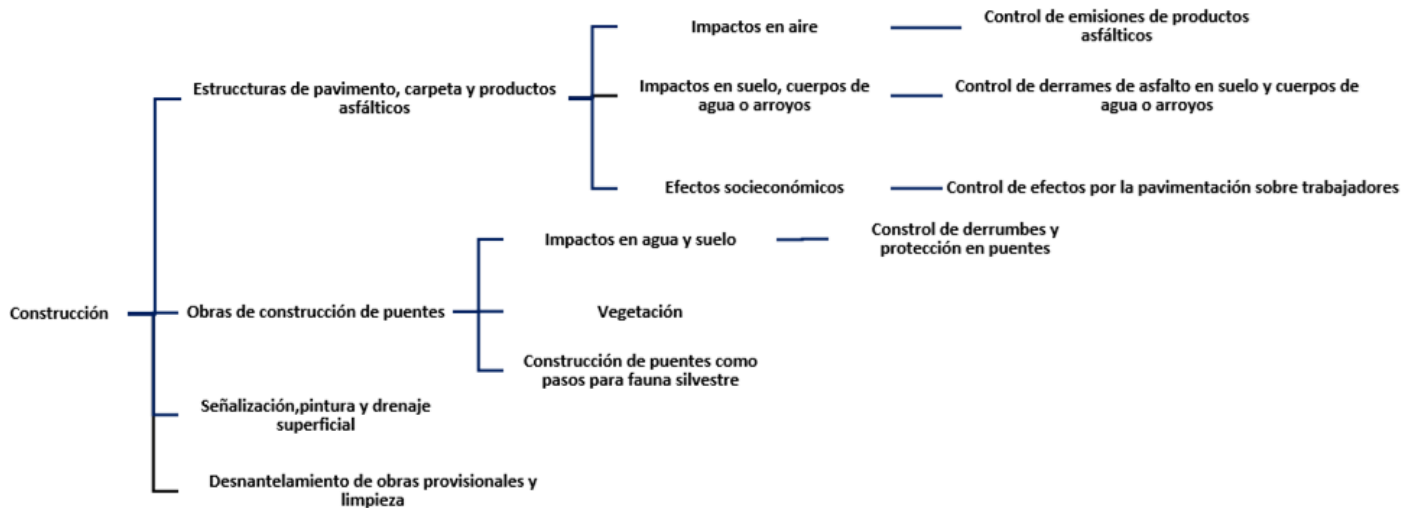 Impactos en aire
Control de emisiones de productos
asfálticos
Estruccturas de pavimento, carpeta y productos
asfálticos
Impactos en suelo, cuerpos de
agua o arroyos
Control de derrames de asfalto en suelo y cuerpos de
agua o arroyos
Efectos socieconómicos
Control de efectos por la pavimentación sobre trabajadores
Impactos en agua y suelo
Constrol de derrumbes y
protección en puentes
Construcción
Obras de construcción de puentes
Vegetación
Construcción de puentes como
pasos para fauna silvestre
Señalización,pintura y drenaje
superficial
Desnantelamiento de obras provisionales y
limpieza